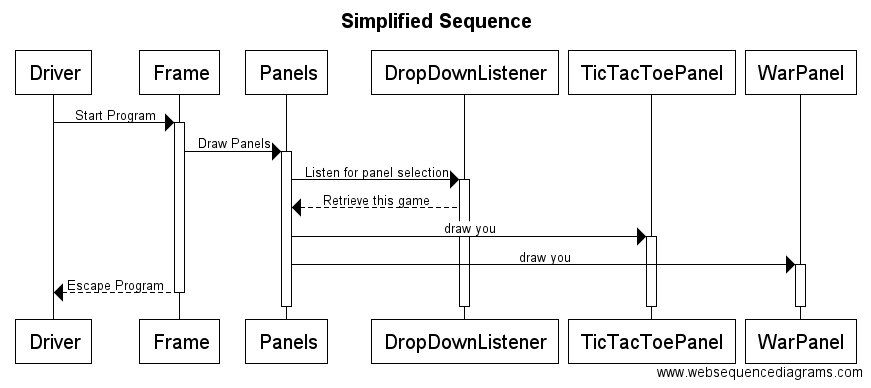 Simplified Sequence
Driver Frame Panels DropDownListener TicTacToePanel WarPanel
Start Program
Draw Panels
Listen for panel selection
Retrieve this game
draw you
draw you
Escape Program
Driver Frame Panels DropDownListener TicTacToePanel WarPanel
www.websequencediagrams.com